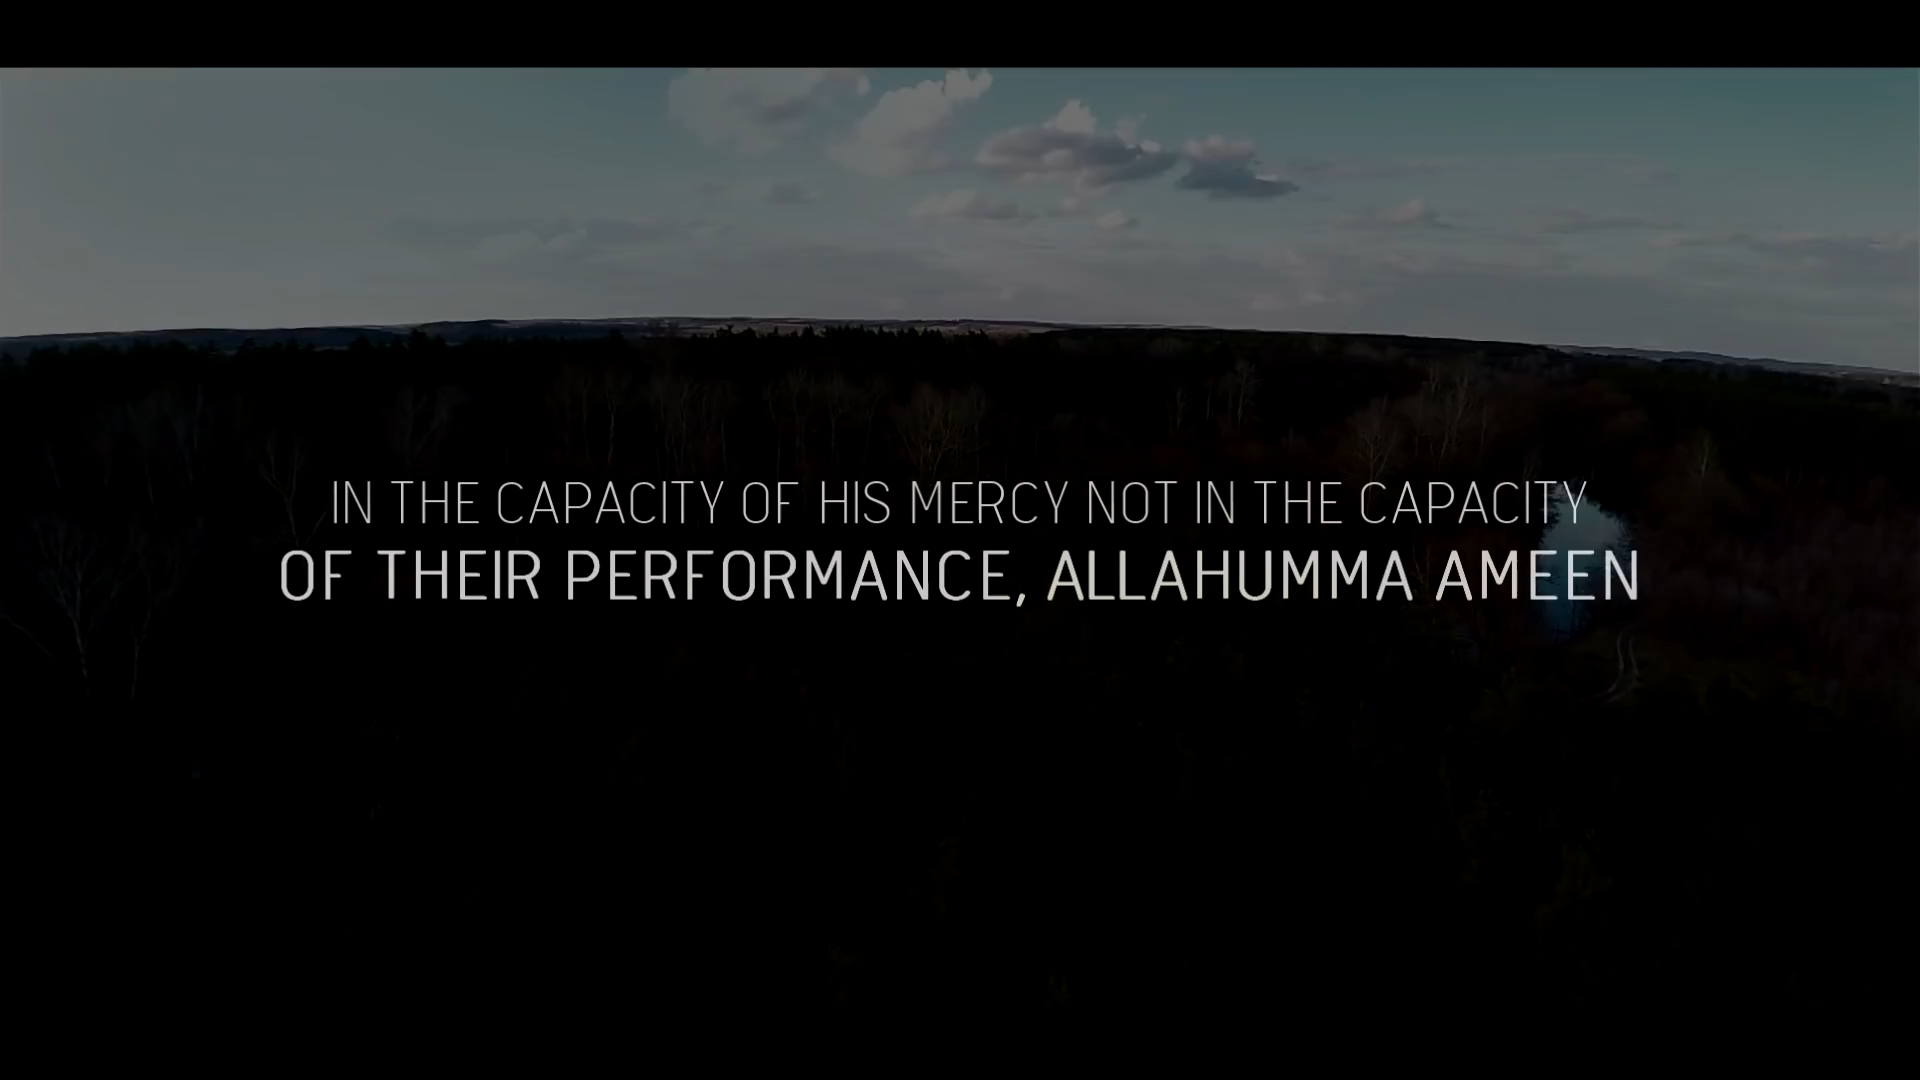 IN THE CAPACITY OF HIS MERCY NOT IN THE CAPACITY
OF THEIR PERFORMANCE, ALLAHUMMA AMEEN